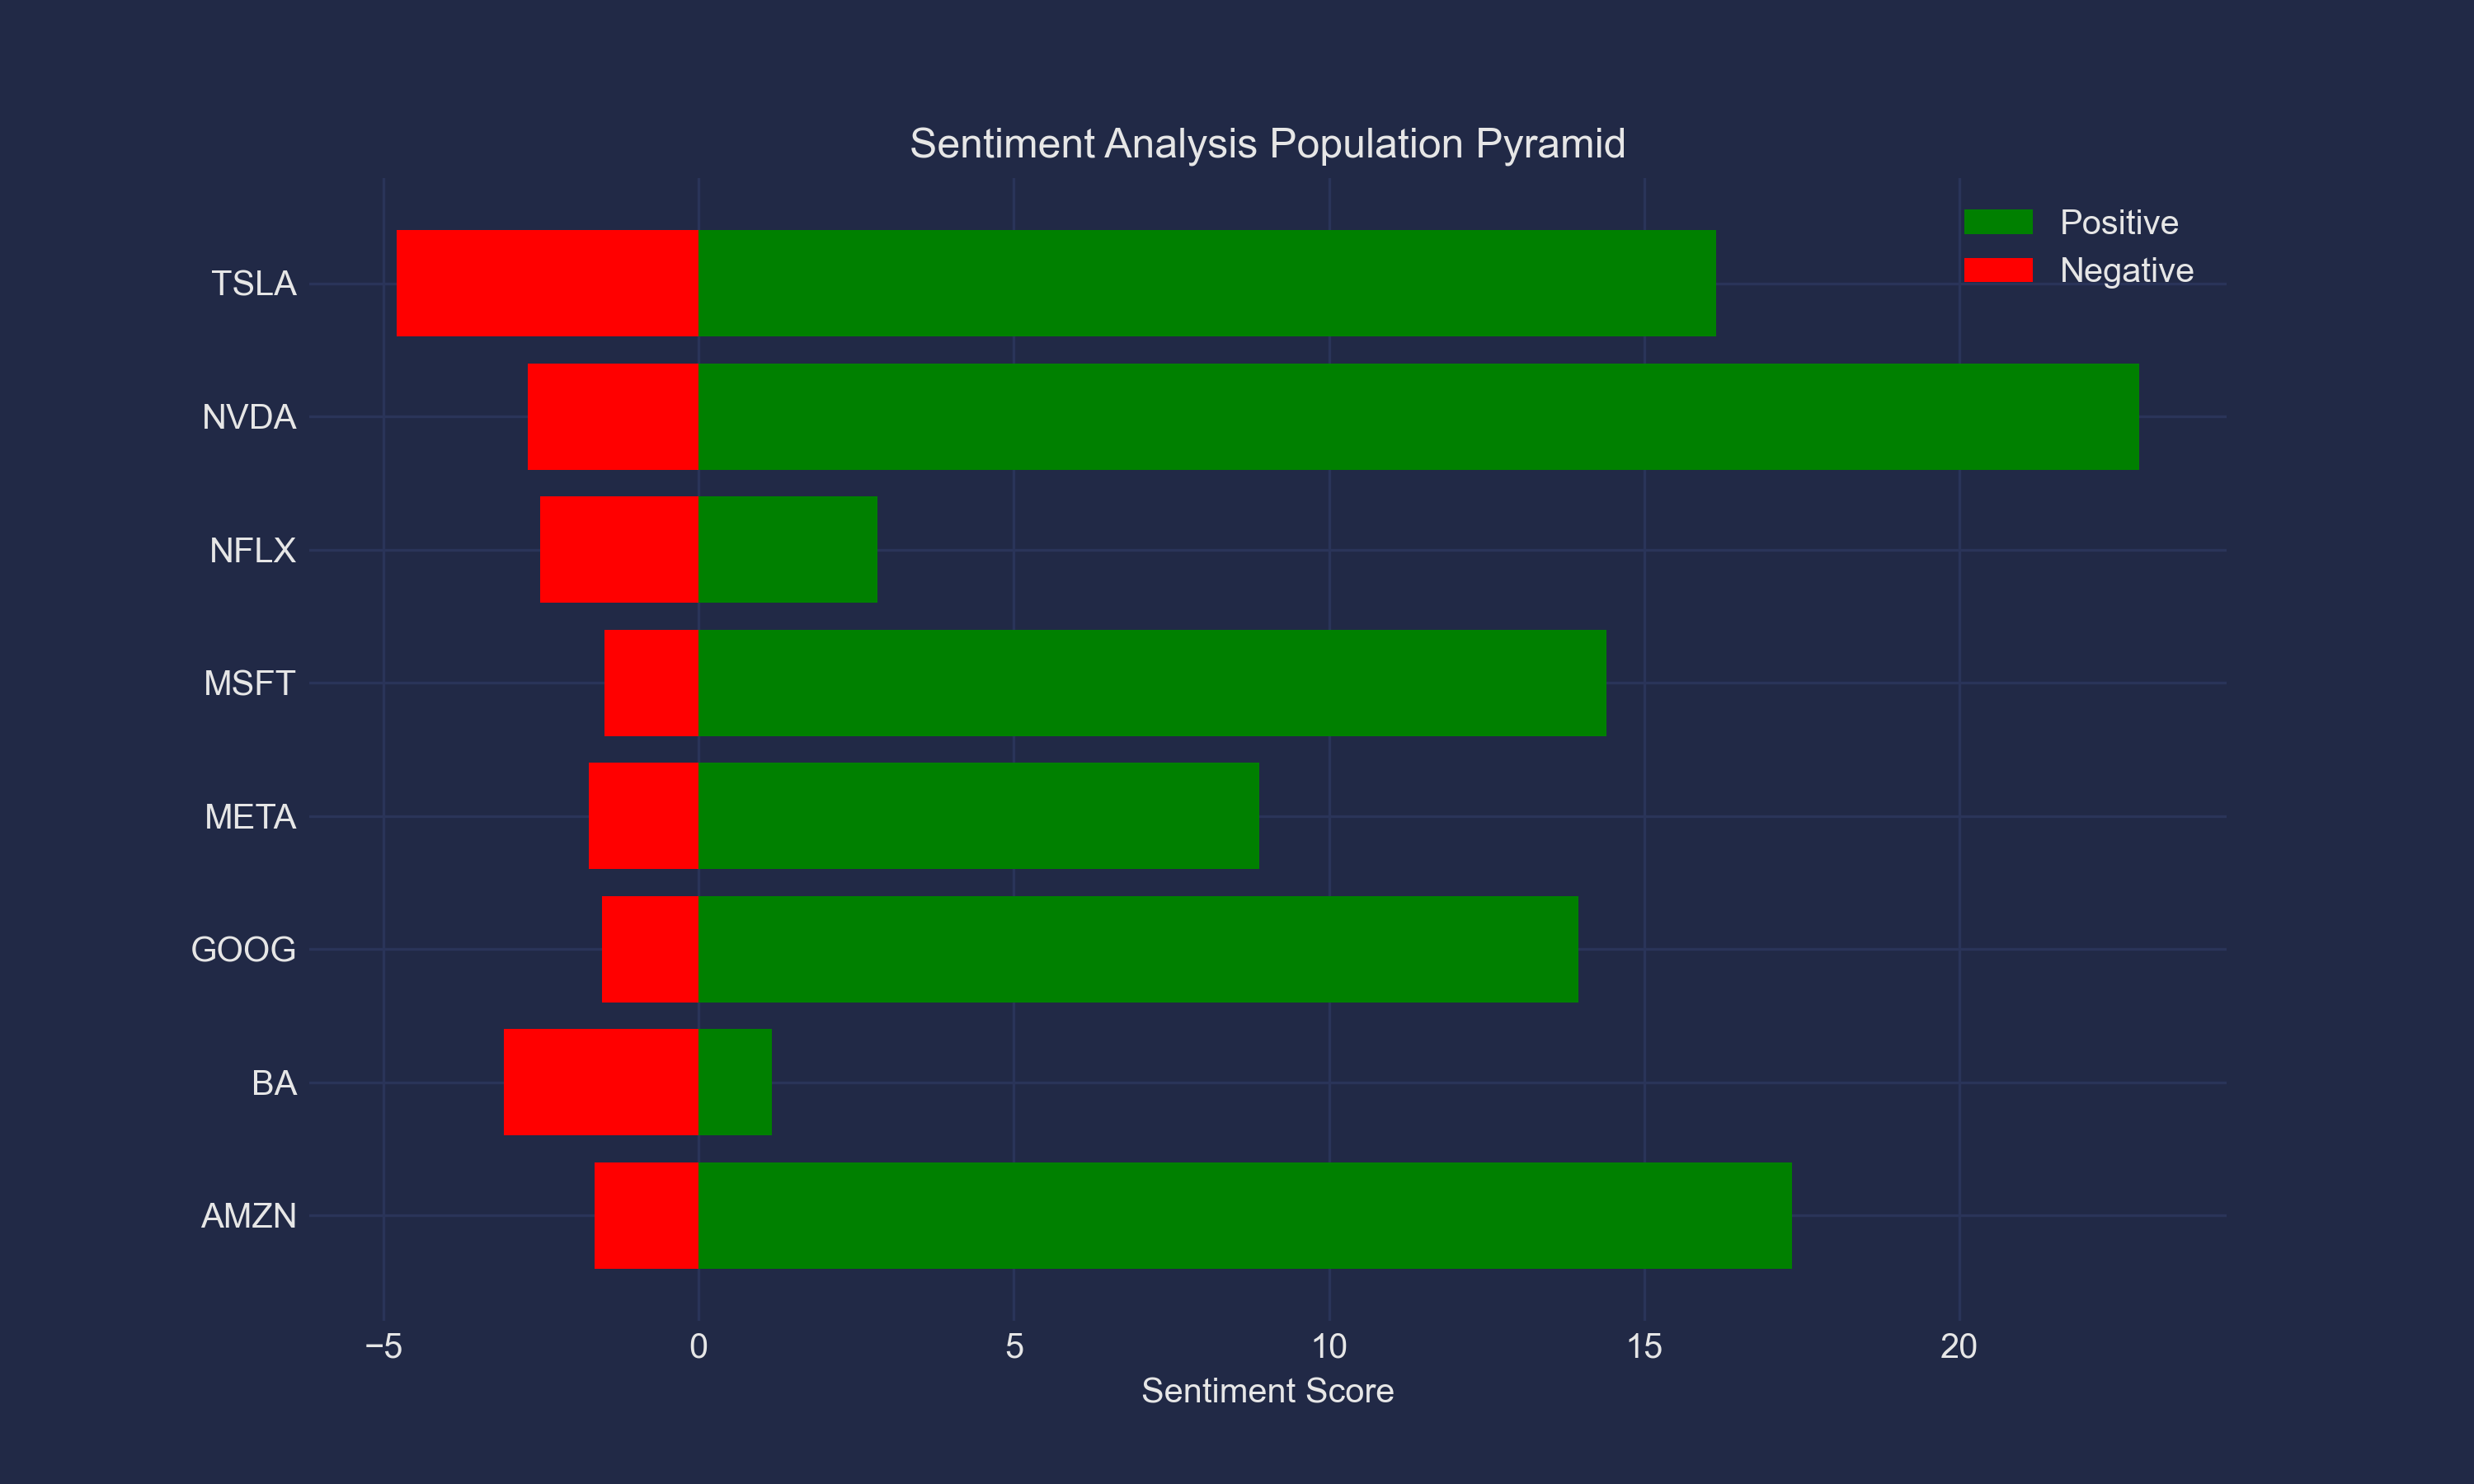 Sentiment Analysis Population Pyramid
Positive
Negative
TSLA
NVDA
NFLX
MSFT
META
GOOG
BA
AMZN
−5 0 5 10 15 20
Sentiment Score